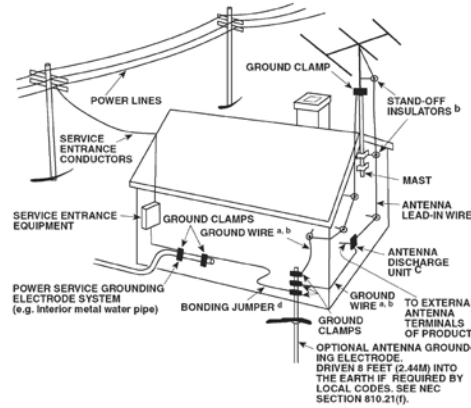 GROUND CLAMP
POWER LINES
STAND-OFF
INSULATORS b
SERVICE
ENTRANCE
CONDUCTORS
MAST
ANTENNA
LEAD-IN WIRE
SERVICE ENTRANCE
EQUIPMENT
GROUND CLAMPS
GROUND WIRE a, b
ANTENNA
DISCHARGE
UNIT C
POWER SERVICE GROUNDING
ELECTRODE SYSTEM
(e.g. Interior metal water pipe)
BONDING JUMPER d
GROUND
WIRE a, b
GROUND
CLAMPS
TO EXTERNAL
ANTENNA
TERMINALS
OF PRODUCT
OPTIONAL ANTENNA GROUND-
ING ELECTRODE.
DRIVEN 8 FEET (2.44M) INTO
THE EARTH IF REQUIRED BY
LOCAL CODES. SEE NEC
SECTION 810.21(f).